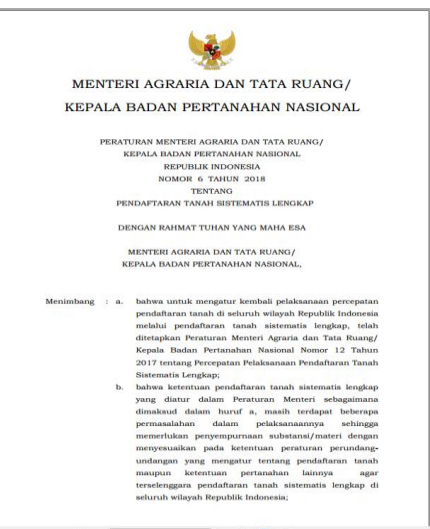 MENTERI AGRARIA DAN TATA RUANG/
KEPALA BADAN PERTANAHAN NASIONAL
PERATURAN MENTERI AGRARIA DAN TATA RUANG/
KEPALA BADAN PERTANAHAN NASIONAL
REPUBLIK INDONESIA
NOMOR 6 TAHUN 2018
TENTANG
PENDAFTARAN TANAH SISTEMATIS LENGKAP
DENGAN RAHMAT TUHAN YANG MAHA ESA
MENTERI AGRARIA DAN TATA RUANG/
KEPALA BADAN PERTANAHAN NASIONAL,
Menimbang : a. bahwa untuk mengatur kembali pelaksanaan percepatan
pendaftaran tanah di seluruh wilayah Republik Indonesia
melalui pendaftaran tanah sistematis lengkap, telah
ditetapkan Peraturan Menteri Agraria dan Tata Ruang/
Kepala Badan Pertanahan Nasional Nomor 12 Tahun
2017 tentang Percepatan Pelaksanaan Pendaftaran Tanah
Sistematis Lengkap;
b. bahwa ketentuan pendaftaran tanah sistematis lengkap
yang diatur dalam Peraturan Menteri sebagaimana
dimaksud dalam huruf a, masih terdapat beberapa
permasalahan dalam pelaksanaannya sehingga
memerlukan penyempurnaan substansi/materi dengan
menyesuaikan pada ketentuan peraturan perundang-
undangan yang mengatur tentang pendaftaran tanah
maupun ketentuan pertanahan lainnya agar
terselenggara pendaftaran tanah sistematis lengkap di
seluruh wilayah Republik Indonesia;